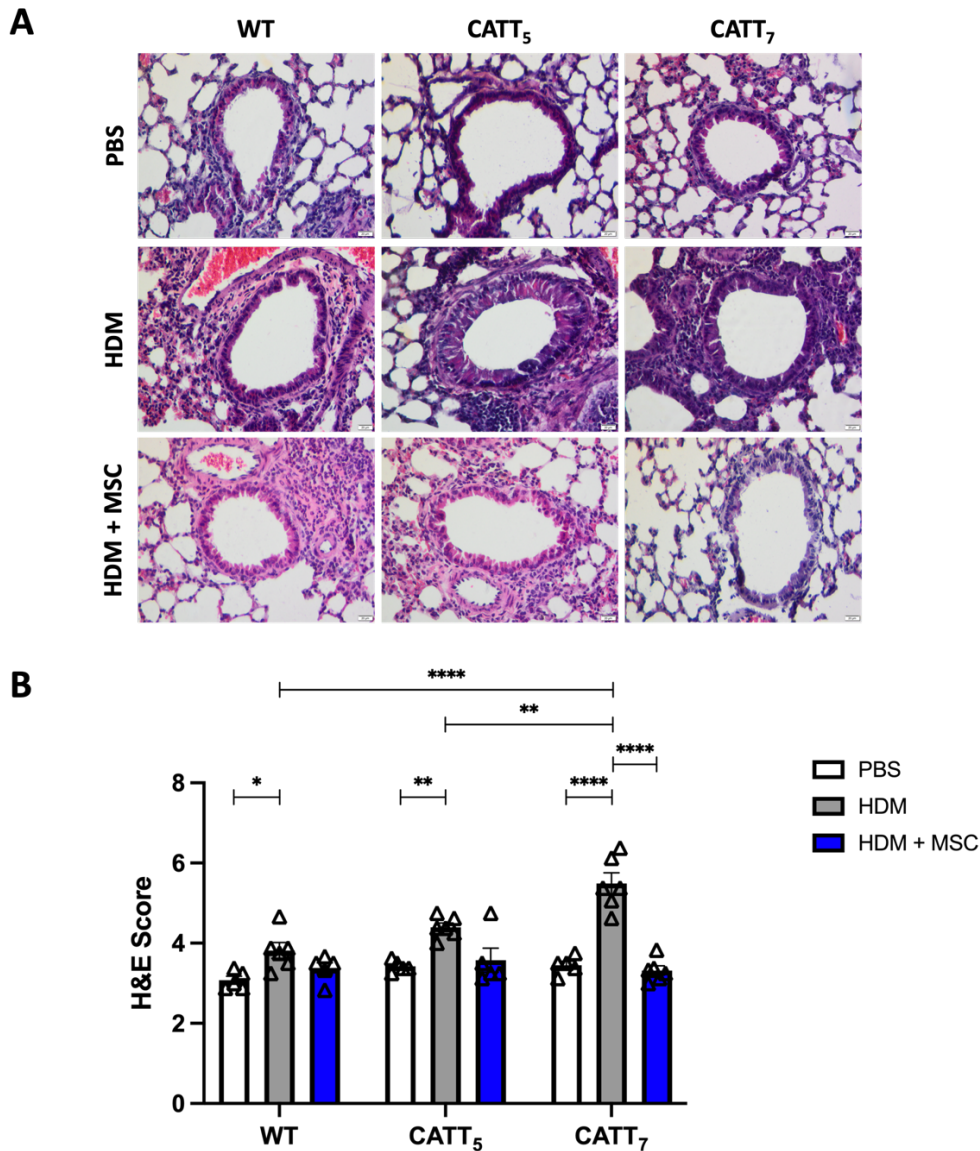 A
WT CATT₅ CATT₇
PBS
HDM
HDM + MSC
B
****
**
****
* ** ****
PBS
HDM
HDM + MSC
H&E Score
8
6
4
2
0
WT CATT₅ CATT₇